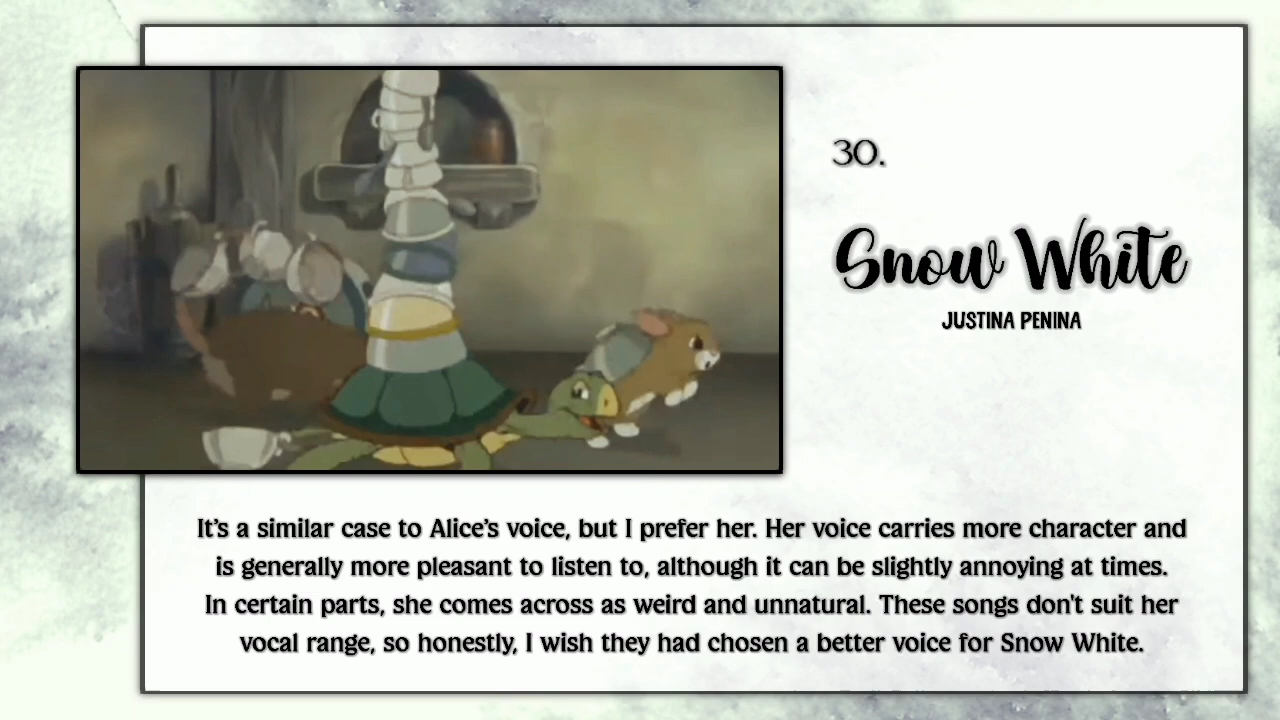 30.
Snow White
JUSTINA PENINA
It's a similar case to Alice's voice, but I prefer her. Her voice carries more character and
is generally more pleasant to listen to, although it can be slightly annoying at times.
In certain parts, she comes across as weird and unnatural. These songs don't suit her
vocal range, so honestly, I wish they had chosen a better voice for Snow White.